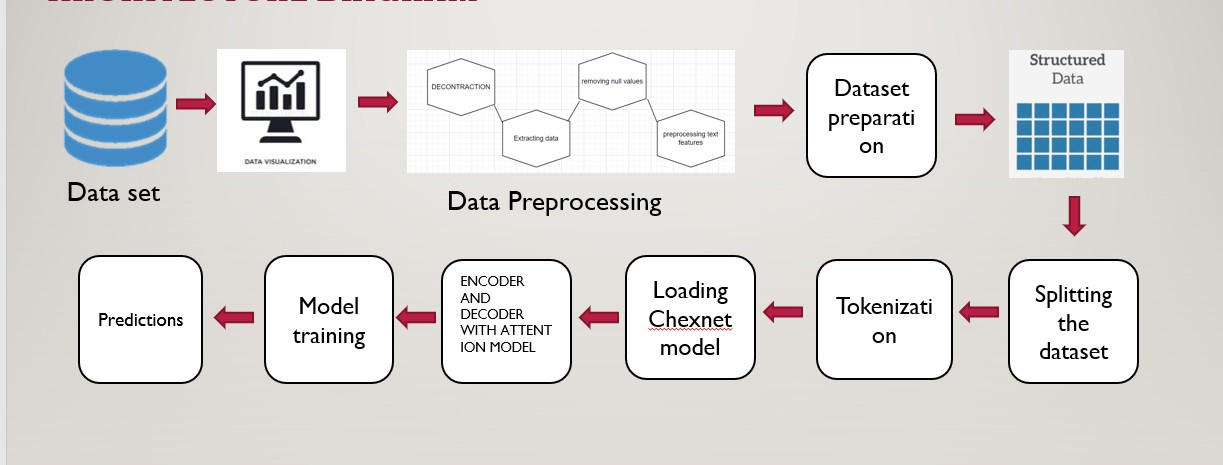 ARCHITECTURE DIAGRAM
Data set
DATA VISUALIZATION
DECONTRACTION
Extracting data
removing null values
preprocessing text
features
Data Preprocessing
Dataset
preparati
on
Structured
Data
Splitting
the
dataset
Tokenizati
on
Loading
Chexnet
model
ENCODER
AND
DECODER
WITH ATTENT
ION MODEL
Model
training
Predictions